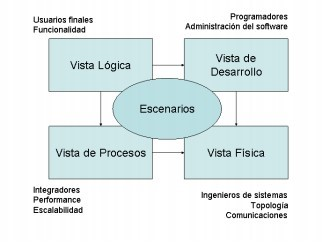 Usuarios finales
Funcionalidad
Programadores
Administración del software
Vista Lógica
Vista de
Desarrollo
Escenarios
Vista de Procesos
Vista Física
Integradores
Performance
Escalabilidad
Ingenieros de sistemas
Topología
Comunicaciones